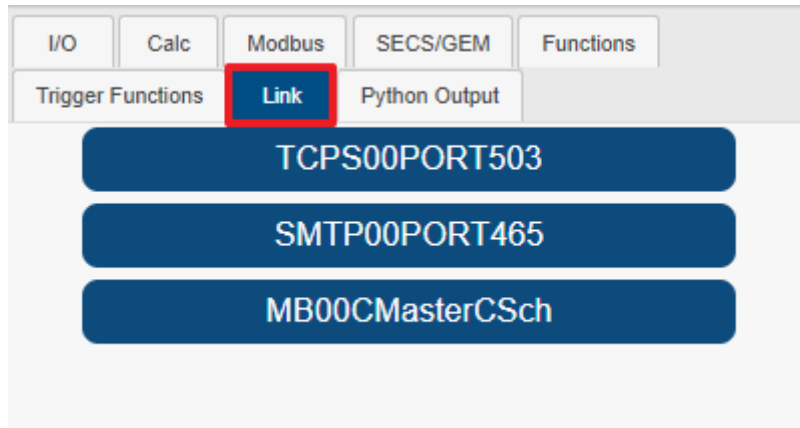 I/O Calc Modbus SECS/GEM Functions
Trigger Functions Link Python Output
TCPS00PORT503
SMTP00PORT465
MB00CMasterCSch